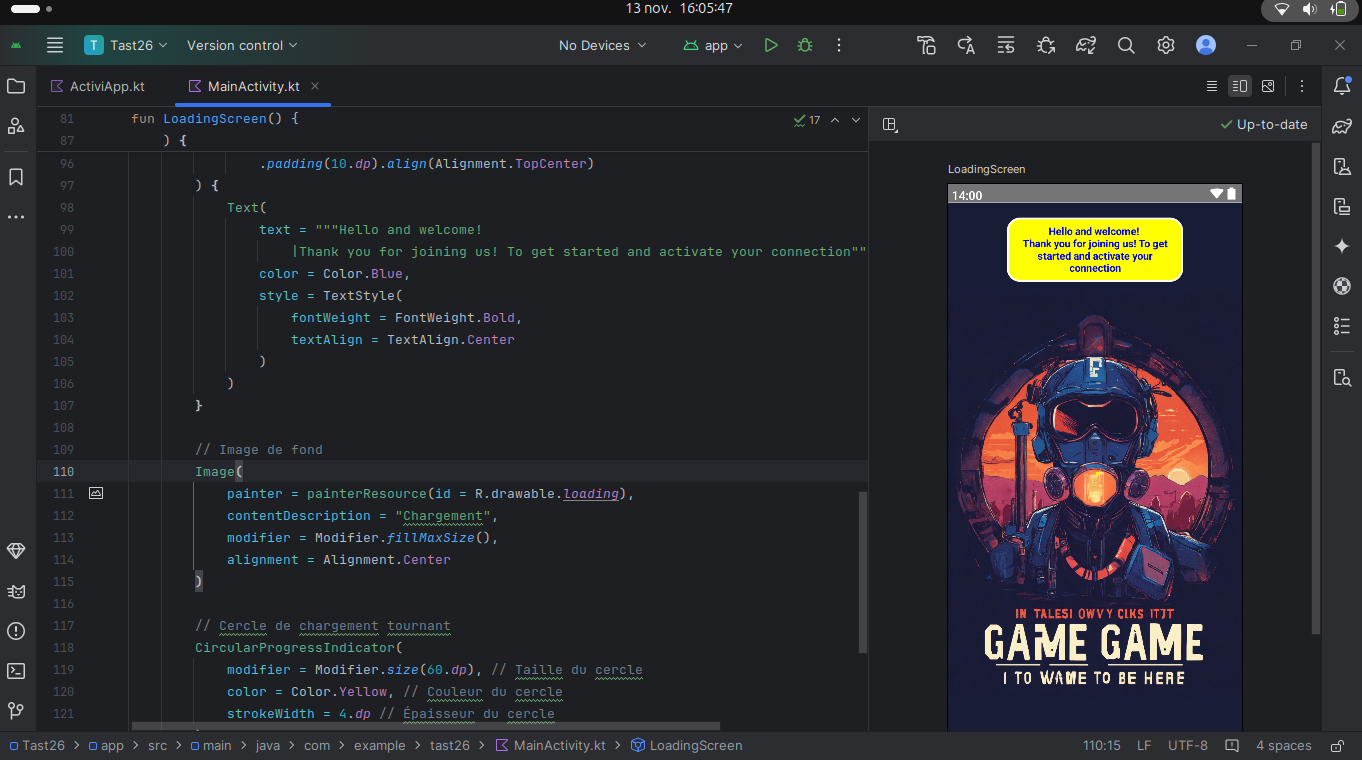 13 nov. 16:05:47
T Tast26 Version control No Devices app
ActiviApp.kt MainActivity.kt
81 fun LoadingScreen() { 17 Up-to-date
87 ) {
96 .padding(10.dp).align(Alignment.TopCenter)
97 ) {
98 Text(
99 text = """Hello and welcome!
100 |Thank you for joining us! To get started and activate your connection""
101 color = Color.Blue,
102 style = TextStyle(
103 fontWeight = FontWeight.Bold,
104 textAlign = TextAlign.Center
105 )
106 )
107 }
108
109 // Image de fond
110 Image(
111 painter = painterResource(id = R.drawable.loading),
112 contentDescription = "Chargement",
113 modifier = Modifier.fillMaxSize(),
114 alignment = Alignment.Center
115 )
116
117 // Cercle de chargement tournant
118 CircularProgressIndicator(
119 modifier = Modifier.size(60.dp), // Taille du cercle
120 color = Color.Yellow, // Couleur du cercle
121 strokeWidth = 4.dp // Épaisseur du cercle
LoadingScreen
14:00
Hello and welcome!
Thank you for joining us! To get
started and activate your
connection
F
IN TALES! OWVY CLKS ITJT
GAME GAME
I TO WAME TO BE HERE
Tast26 > app > src > main > java > com > example > tast26 > MainActivity.kt > LoadingScreen 110:15 LF UTF-8 4 spaces